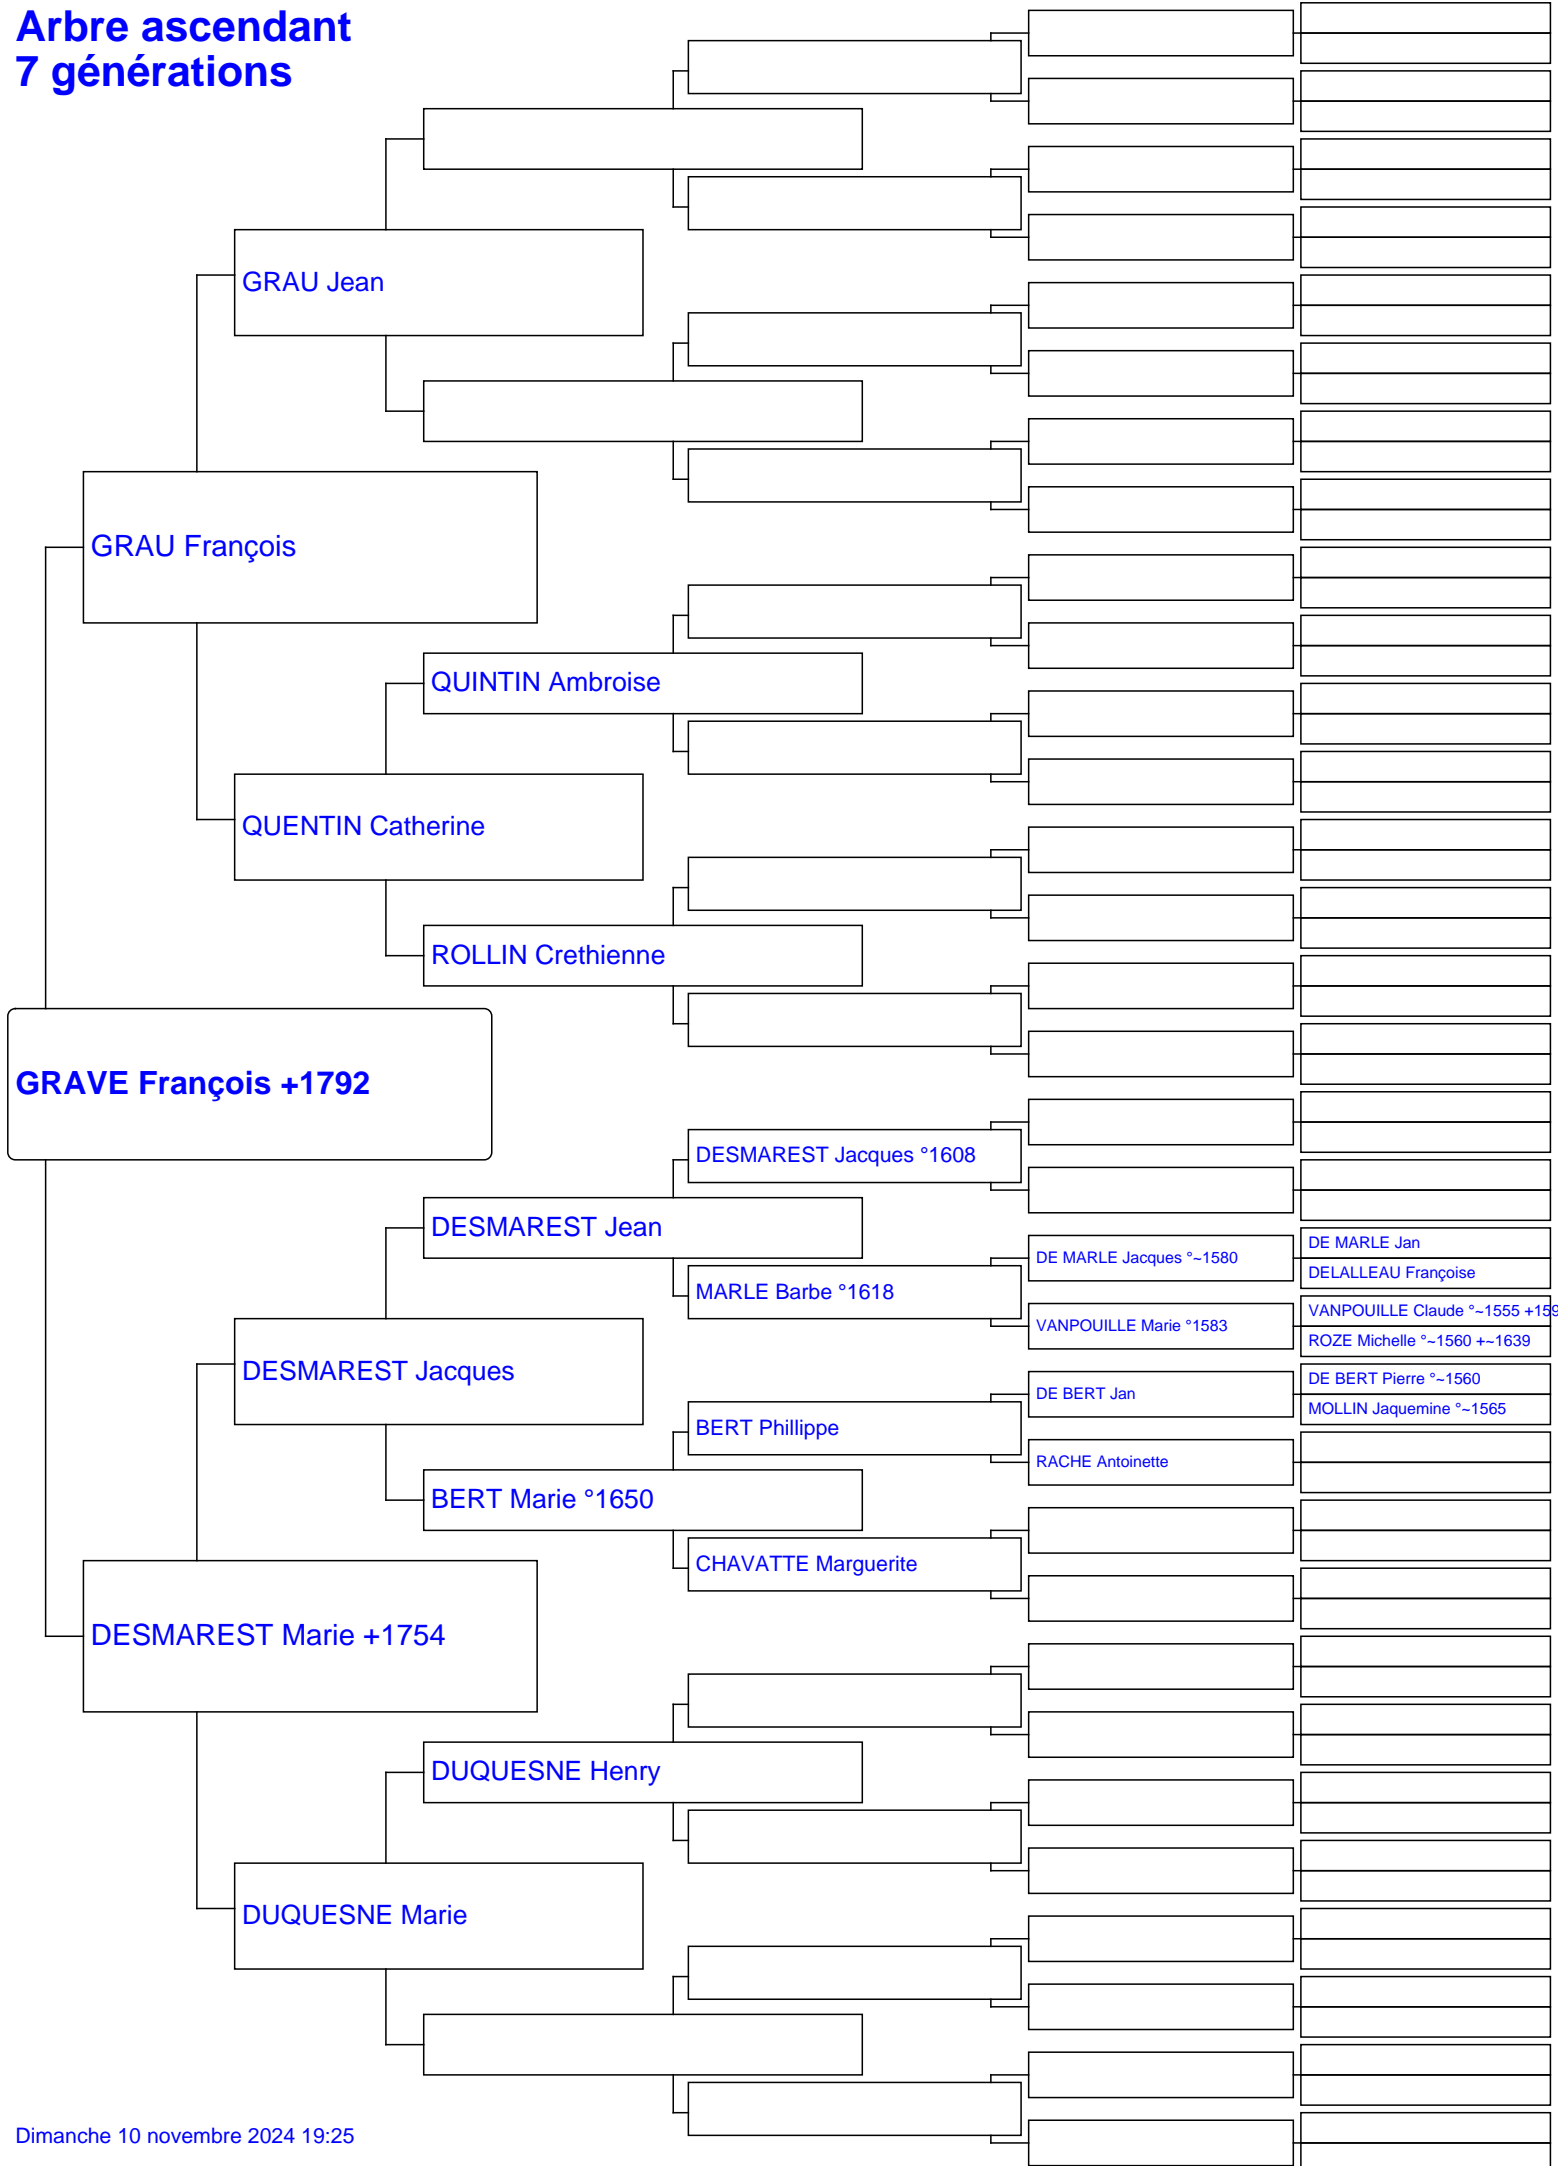 Arbre ascendant
7 générations
GRAU Jean
GRAU François
QUINTIN Ambroise
QUENTIN Catherine
ROLLIN Crethienne
GRAVE François +1792
DESMAREST Jacques °1608
DESMAREST Jean
DE MARLE Jan
DE MARLE Jacques °~1580
DELALLEAU Françoise
MARLE Barbe °1618
VANPOUILLE Claude °~1555 +159
VANPOUILLE Marie °1583
ROZE Michelle °~1560 +~1639
DESMAREST Jacques
DE BERT Pierre °~1560
DE BERT Jan
MOLLIN Jaquemine °~1565
BERT Phillippe
RACHE Antoinette
BERT Marie °1650
CHAVATTE Marguerite
DESMAREST Marie +1754
DUQUESNE Henry
DUQUESNE Marie
Dimanche 10 novembre 2024 19:25